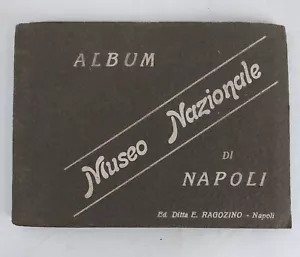 ALBUM
Museo Nazionale
DI
NAPOLI
Ed. Ditta E. RAGOZINO - Napoli